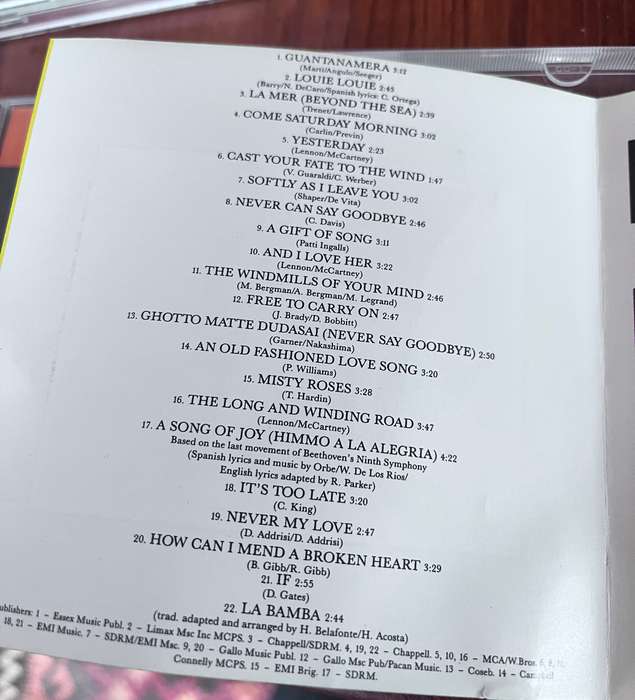 1. GUANTANAMERA 3:12
(Marti/Angulo/Seeger)
2. LOUIE LOUIE 2:45
(Barry/N. DeCaro/Spanish lyrics: C. Ortega)
3. LA MER (BEYOND THE SEA) 2:39
(Trenet/Lawrence)
4. COME SATURDAY MORNING 3:02
(Carlin/Previn)
5. YESTERDAY 2:23
(Lennon/McCartney)
6. CAST YOUR FATE TO THE WIND 1:47
(V. Guaraldi/C. Werber)
7. SOFTLY AS I LEAVE YOU 3:02
(Shaper/De Vita)
8. NEVER CAN SAY GOODBYE 2:46
(C. Davis)
9. A GIFT OF SONG 3:11
(Patti Ingalls)
10. AND I LOVE HER 3:22
(Lennon/McCartney)
11. THE WINDMILLS OF YOUR MIND 2:46
(M. Bergman/A. Bergman/M. Legrand)
12. FREE TO CARRY ON 2:47
(J. Brady/D. Bobbitt)
13. GHOTTO MATTE DUDASAI (NEVER SAY GOODBYE) 2:50
(Garner/Nakashima)
14. AN OLD FASHIONED LOVE SONG 3:20
(P. Williams)
15. MISTY ROSES 3:28
(T. Hardin)
16. THE LONG AND WINDING ROAD 3:47
(Lennon/McCartney)
17. A SONG OF JOY (HIMMO A LA ALEGRIA) 4:22
Based on the last movement of Beethoven's Ninth Symphony
(Spanish lyrics and music by Orbe/W. De Los Rios/
English lyrics adapted by R. Parker)
18. IT'S TOO LATE 3:20
(C. King)
19. NEVER MY LOVE 2:47
(D. Addrisi/D. Addrisi)
20. HOW CAN I MEND A BROKEN HEART 3:29
(B. Gibb/R. Gibb)
21. IF 2:55
(D. Gates)
22. LA BAMBA 2:44
(trad. adapted and arranged by H. Belafonte/H. Acosta)
ublishers: 1 – Essex Music Publ. 2 – Limax Msc Inc MCPS. 3 – Chappell/SDRM. 4, 19, 22 – Chappell. 5, 10, 16 – MCA/W.Bros.
18, 21 – EMI Music. 7 – SDRM/EMI Msc. 9, 20 – Gallo Music Publ. 12 – Gallo Msc Pub/Pacan Music. 13 – Coseb. 14 –
Connelly MCPS. 15 – EMI Brig. 17 – SDRM.